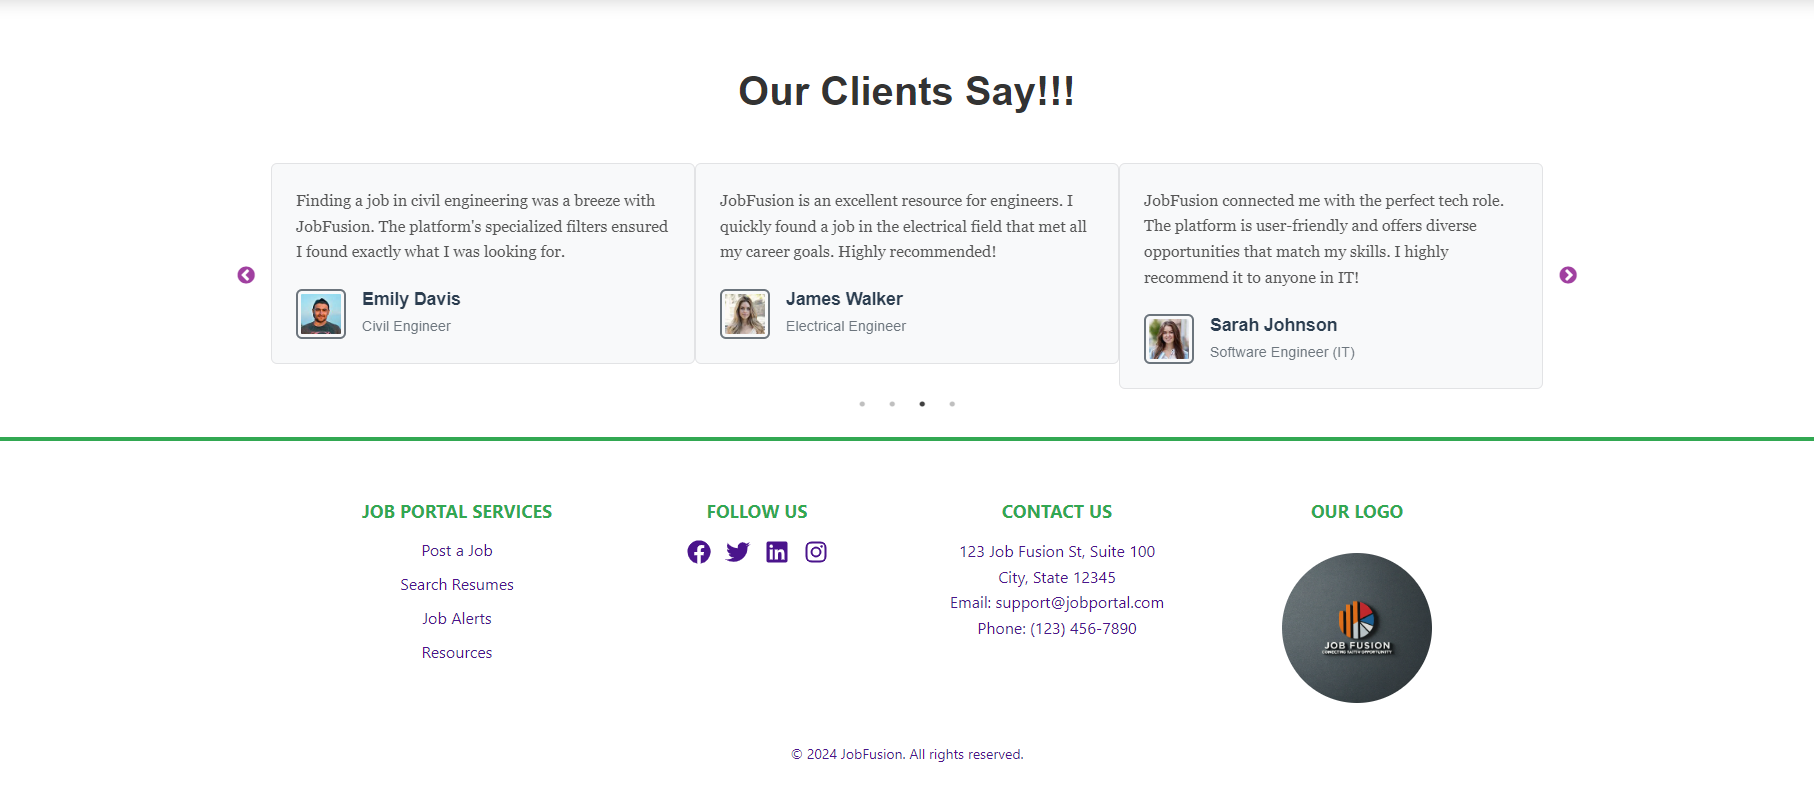 Our Clients Say!!!
Finding a job in civil engineering was a breeze with
JobFusion. The platform's specialized filters ensured
I found exactly what I was looking for.
Emily Davis
Civil Engineer
JobFusion is an excellent resource for engineers. I
quickly found a job in the electrical field that met all
my career goals. Highly recommended!
James Walker
Electrical Engineer
JobFusion connected me with the perfect tech role.
The platform is user-friendly and offers diverse
opportunities that match my skills. I highly
recommend it to anyone in IT!
Sarah Johnson
Software Engineer (IT)
JOB PORTAL SERVICES
Post a Job
Search Resumes
Job Alerts
Resources
FOLLOW US
CONTACT US
123 Job Fusion St, Suite 100
City, State 12345
Email: support@jobportal.com
Phone: (123) 456-7890
OUR LOGO
JOB FUSION
© 2024 JobFusion. All rights reserved.